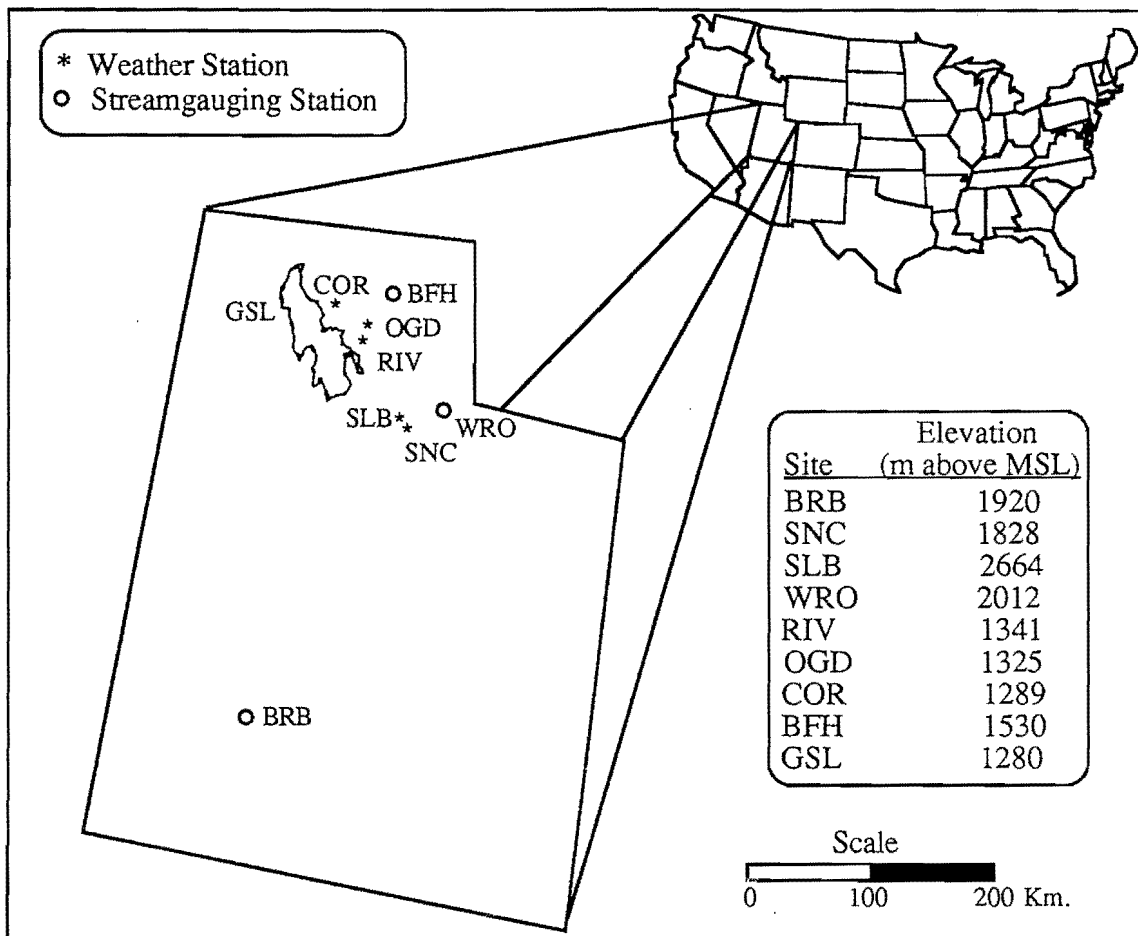 * Weather Station
o Streamgauging Station
COR
BFH
GSL
OGD
RIV
SLB
WRO
SNC
BRB
Elevation
Site (m above MSL)
BRB 1920
SNC 1828
SLB 2664
WRO 2012
RIV 1341
OGD 1325
COR 1289
BFH 1530
GSL 1280
Scale
0 100 200 Km.